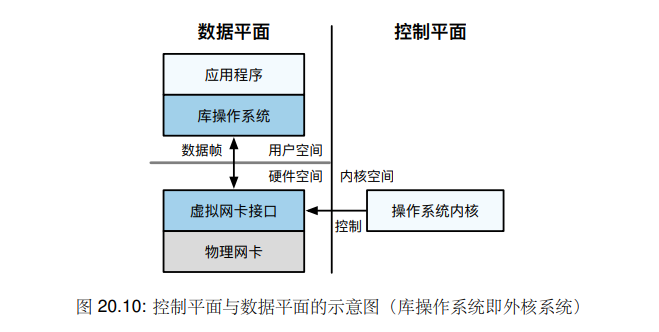 数据平面
控制平面
应用程序
库操作系统
数据帧
用户空间
硬件空间
内核空间
虚拟网卡接口
控制
操作系统内核
物理网卡
图 20.10: 控制平面与数据平面的示意图（库操作系统即外核系统）